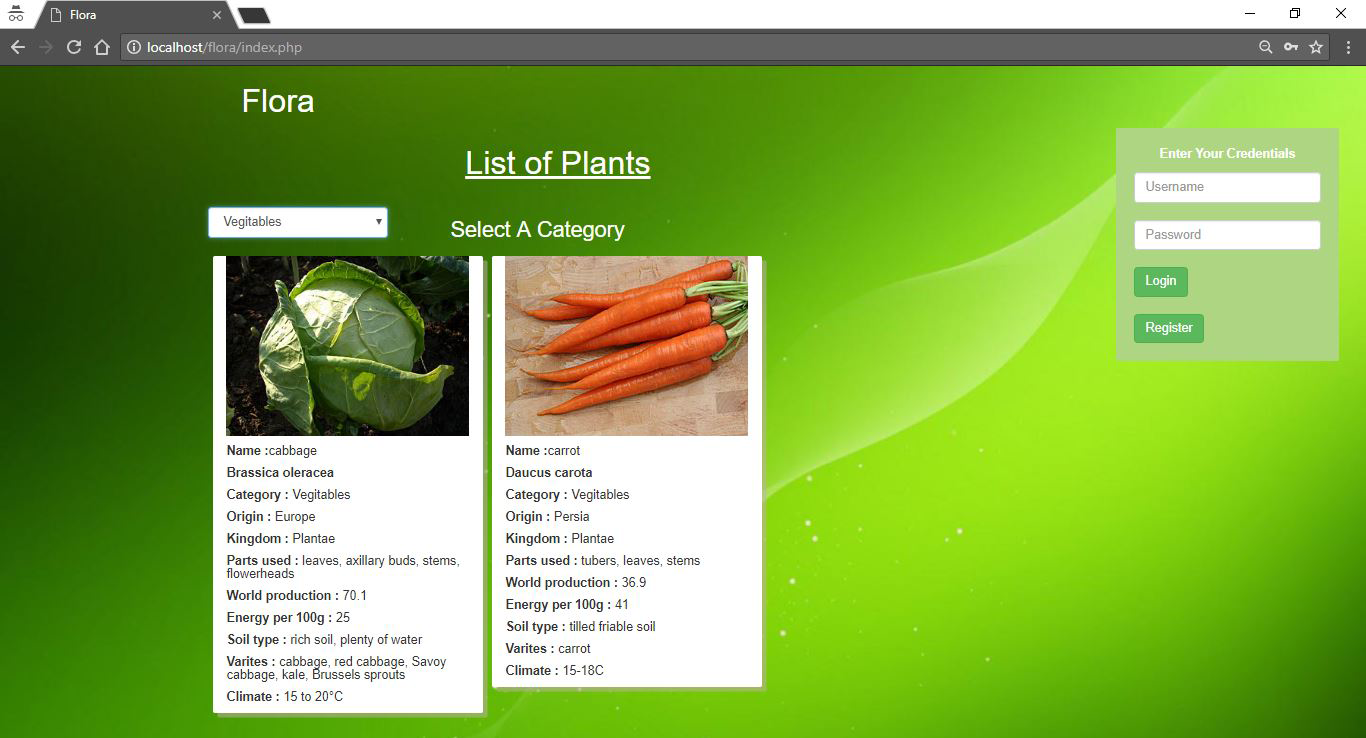 Flora
localhost/flora/index.php
Flora
List of Plants
Vegitables
Select A Category
Name :cabbage
Brassica oleracea
Category : Vegitables
Origin : Europe
Kingdom : Plantae
Parts used : leaves, axillary buds, stems,
flowerheads
World production : 70.1
Energy per 100g : 25
Soil type : rich soil, plenty of water
Varites : cabbage, red cabbage, Savoy
cabbage, kale, Brussels sprouts
Climate : 15 to 20°C
Name :carrot
Daucus carota
Category : Vegitables
Origin : Persia
Kingdom : Plantae
Parts used : tubers, leaves, stems
World production : 36.9
Energy per 100g : 41
Soil type : tilled friable soil
Varites : carrot
Climate : 15-18C
Enter Your Credentials
Username
Password
Login
Register